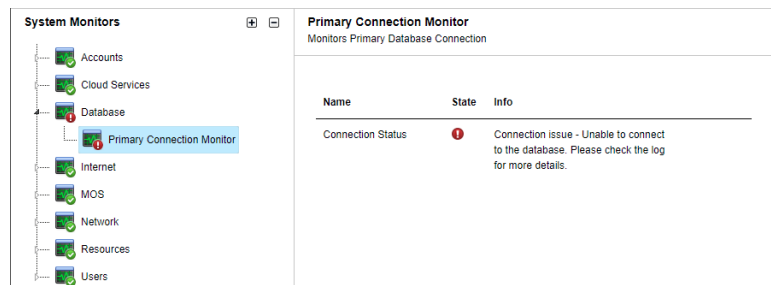 System Monitors
Accounts
Cloud Services
Database
Primary Connection Monitor
Internet
MOS
Network
Resources
Users
Primary Connection Monitor
Monitors Primary Database Connection
Name State Info
Connection Status Connection issue - Unable to connect
to the database. Please check the log
for more details.